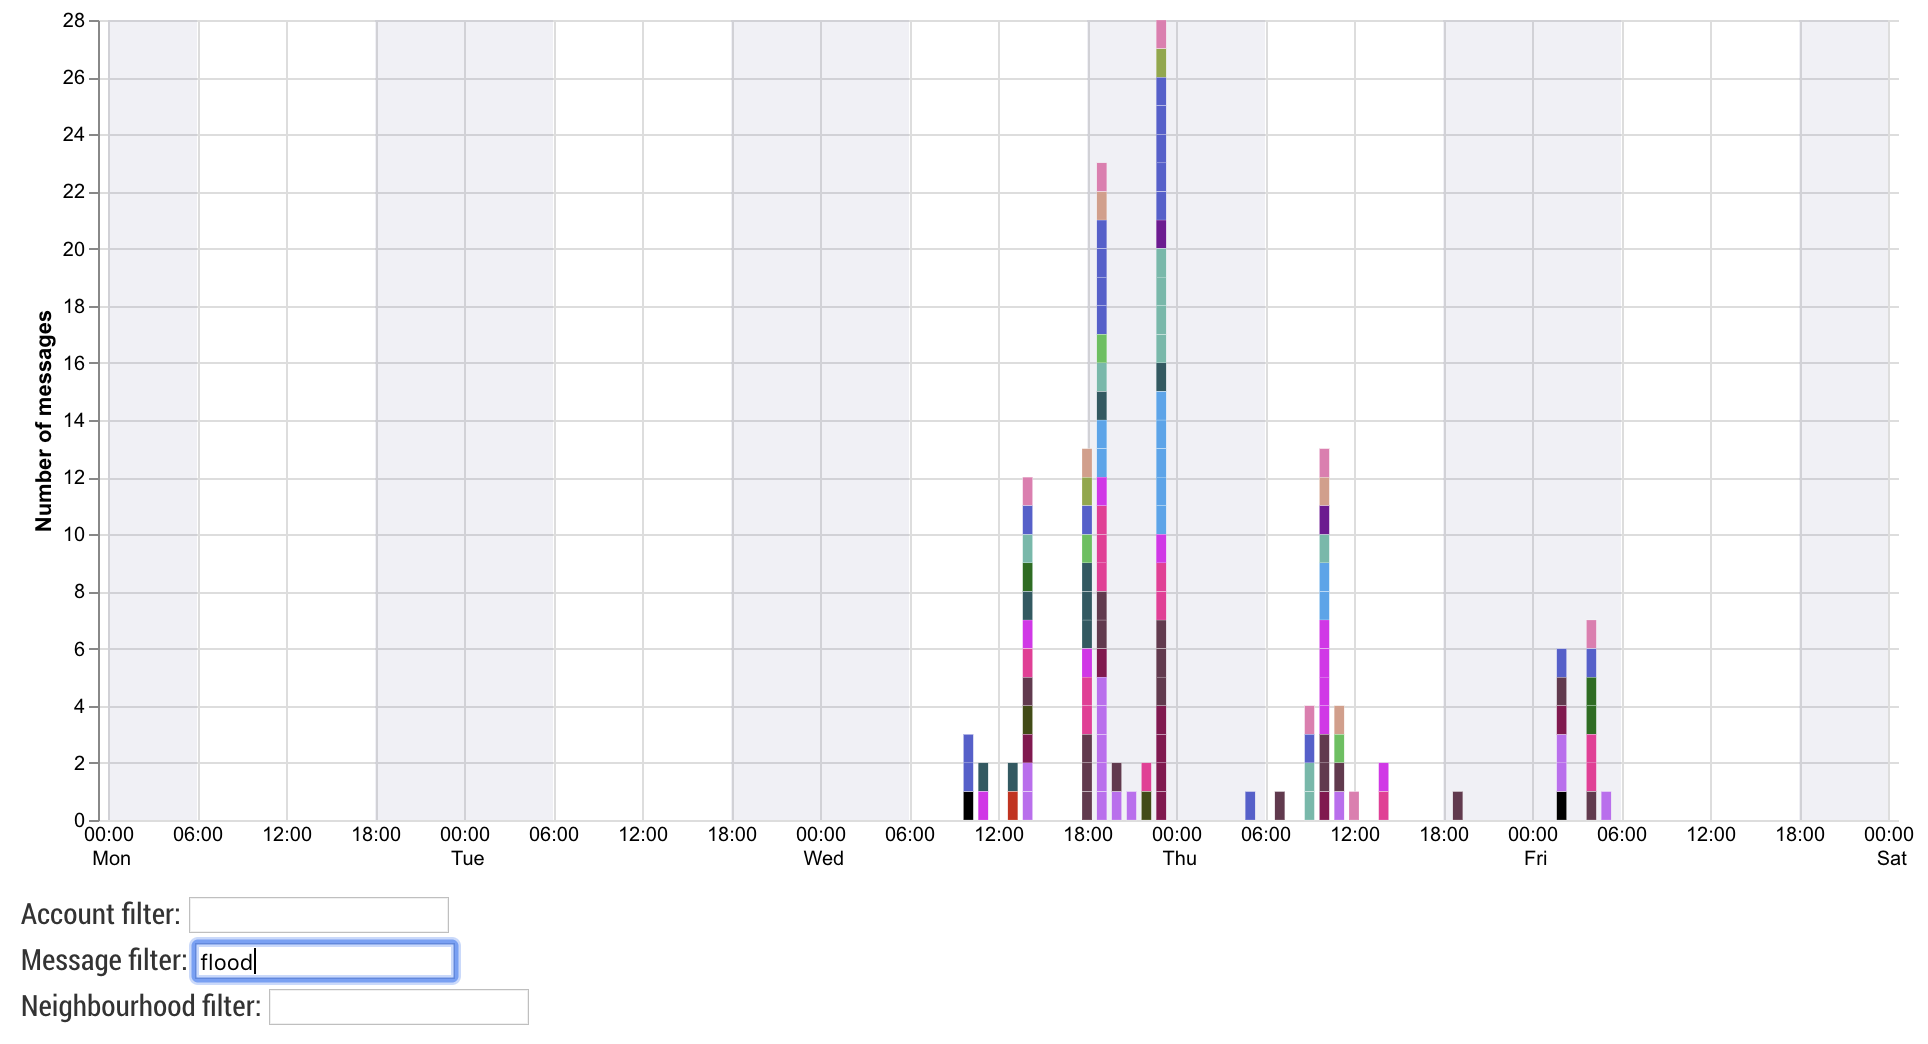 28
26
24
22
20
18
16
14
12
10
8
6
4
2
0
Number of messages
00:00 06:00 12:00 18:00 00:00 06:00 12:00 18:00 00:00 06:00 12:00 18:00 00:00 06:00 12:00 18:00 00:00 06:00 12:00 18:00 00:00
Mon Tue Wed Thu Fri Sat
Account filter:
Message filter: flood
Neighbourhood filter: